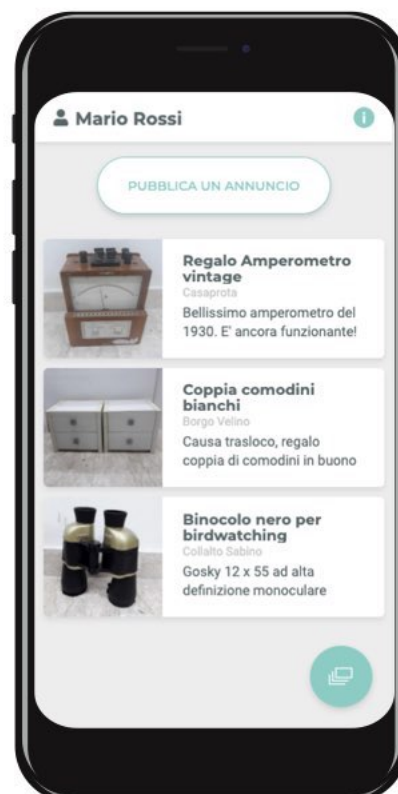 Mario Rossi
PUBBLICA UN ANNUNCIO
Regalo Amperometro
vintage
Casaprota
Bellissimo amperometro del
1930. E' ancora funzionante!
Coppia comodini
bianchi
Borgo Velino
Causa trasloco, regalo
coppia di comodini in buono
Binocolo nero per
birdwatching
Collalto Sabino
Gosky 12 x 55 ad alta
definizione monoculare